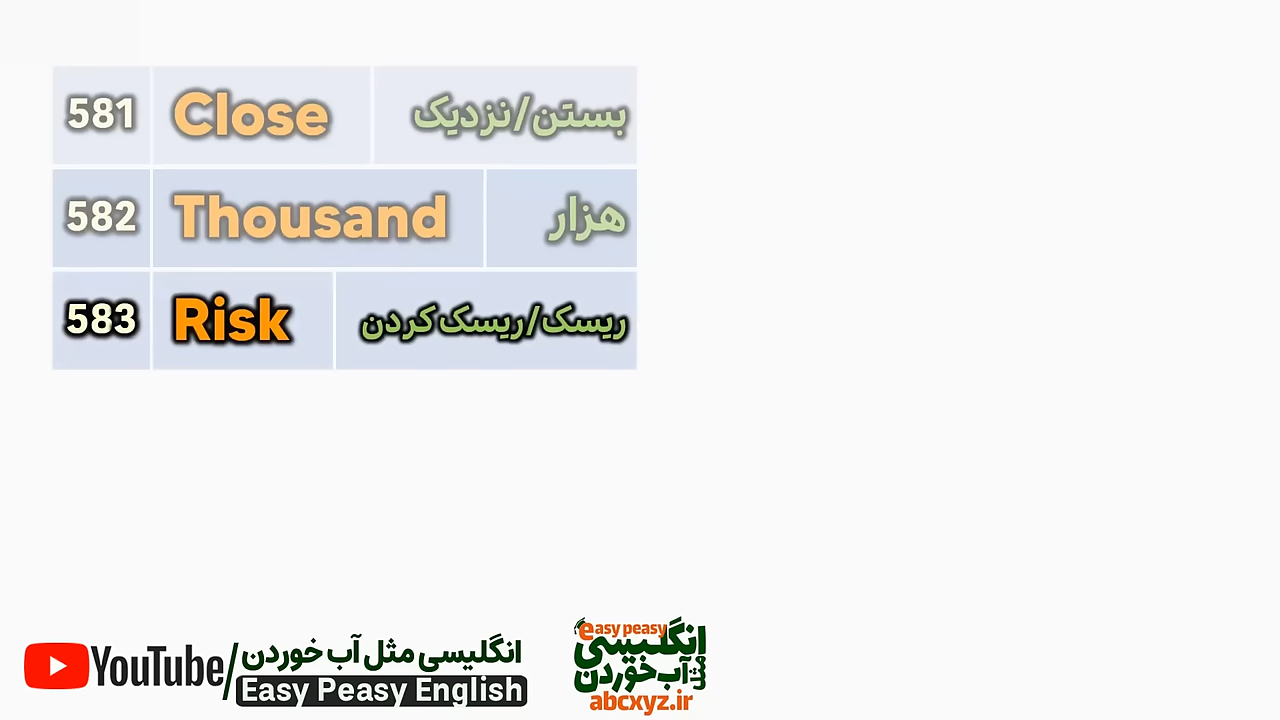 581 Close بستن/نزدیک
582 Thousand هزار
583 Risk ریسک/ریسک کردن
YouTube/انگلیسی مثل آب خوردن
Easy Peasy English
easy peasy
انگلیسی
مثل
آب خوردن
abcxyz.ir